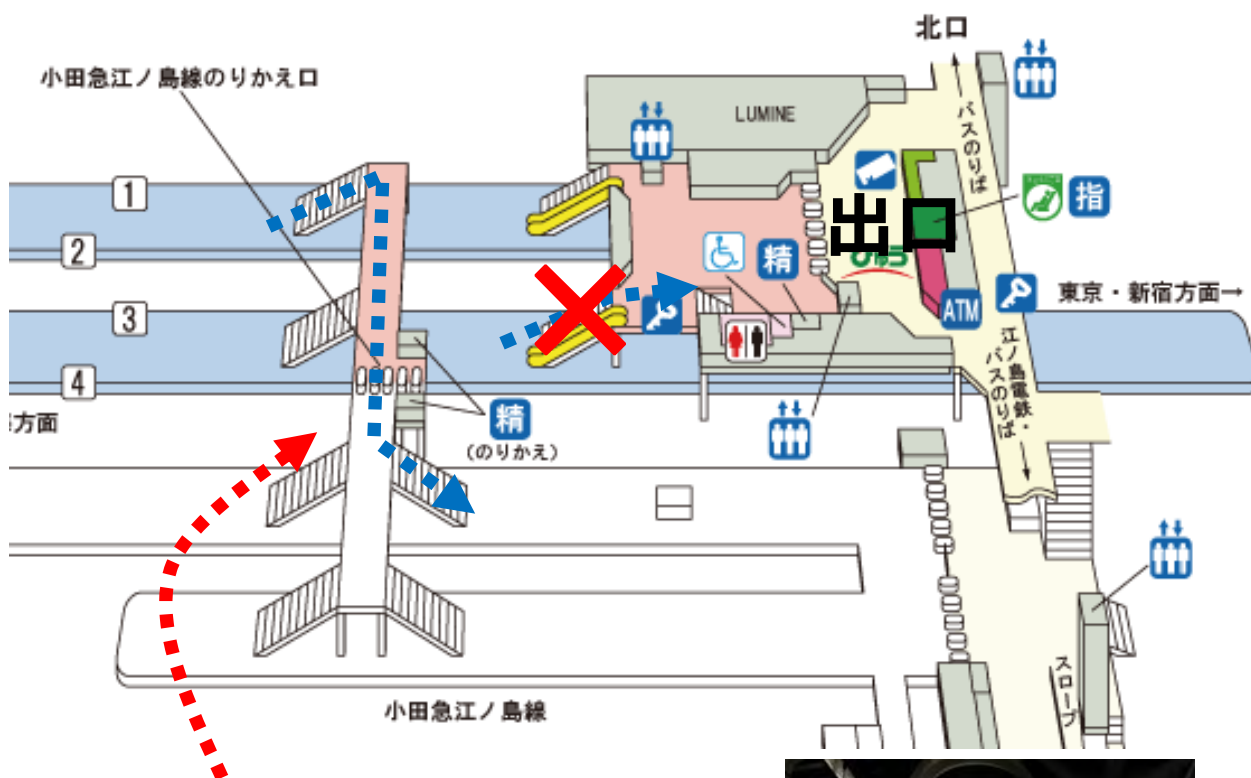 北口
小田急江ノ島線のりかえ口
LUMINE
バスのりば
1
指
出口
2
精
びゅう
3
ATM
東京・新宿方面→
江ノ島電鉄・
バスのりば
4
方面
精
(のりかえ)
スロープ
小田急江ノ島線